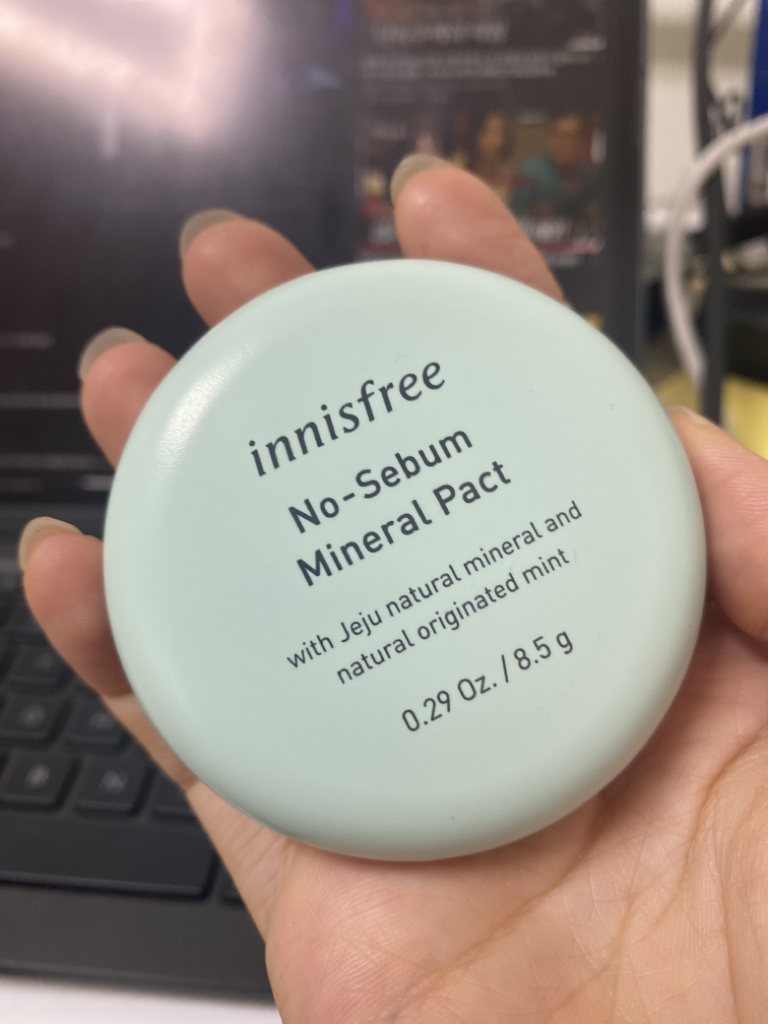 innisfree
No-Sebum
Mineral Pact
with Jeju natural mineral and
natural originated mint
0.29 Oz. / 8.5 g